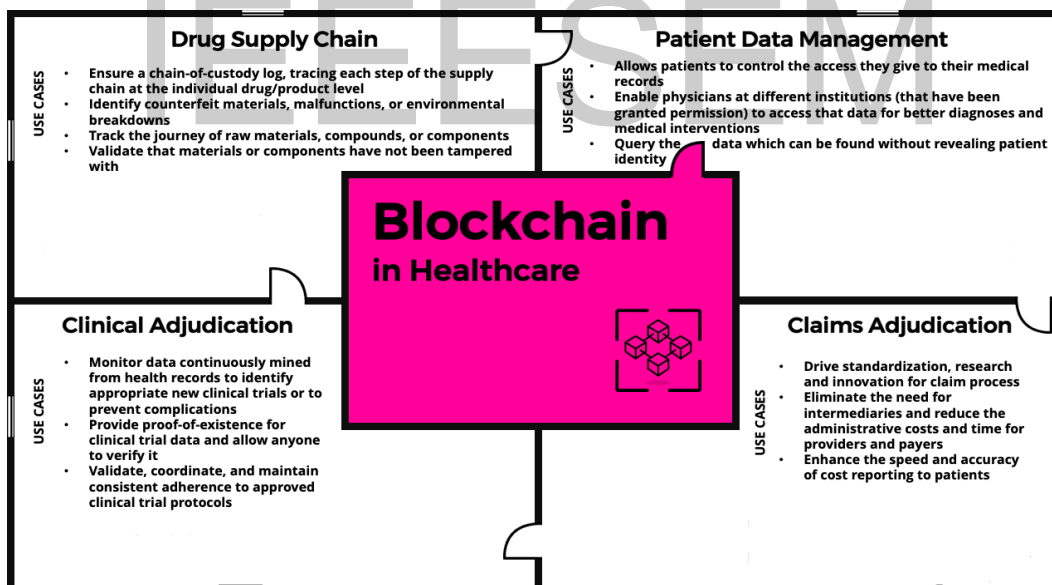 IEEESEM
Drug Supply Chain
USE CASES
• Ensure a chain-of-custody log, tracing each step of the supply
chain at the individual drug/product level
• Identify counterfeit materials, malfunctions, or environmental
breakdowns
• Track the journey of raw materials, compounds, or components
• Validate that materials or components have not been tampered
with
Patient Data Management
USE CASES
• Allows patients to control the access they give to their medical
records
• Enable physicians at different institutions (that have been
granted permission) to access that data for better diagnoses and
medical interventions
• Query the data which can be found without revealing patient
identity
Blockchain
in Healthcare
Clinical Adjudication
USE CASES
• Monitor data continuously mined
from health records to identify
appropriate new clinical trials or to
prevent complications
• Provide proof-of-existence for
clinical trial data and allow anyone
to verify it
• Validate, coordinate, and maintain
consistent adherence to approved
clinical trial protocols
Claims Adjudication
USE CASES
• Drive standardization, research
and innovation for claim process
• Eliminate the need for
intermediaries and reduce the
administrative costs and time for
providers and payers
• Enhance the speed and accuracy
of cost reporting to patients